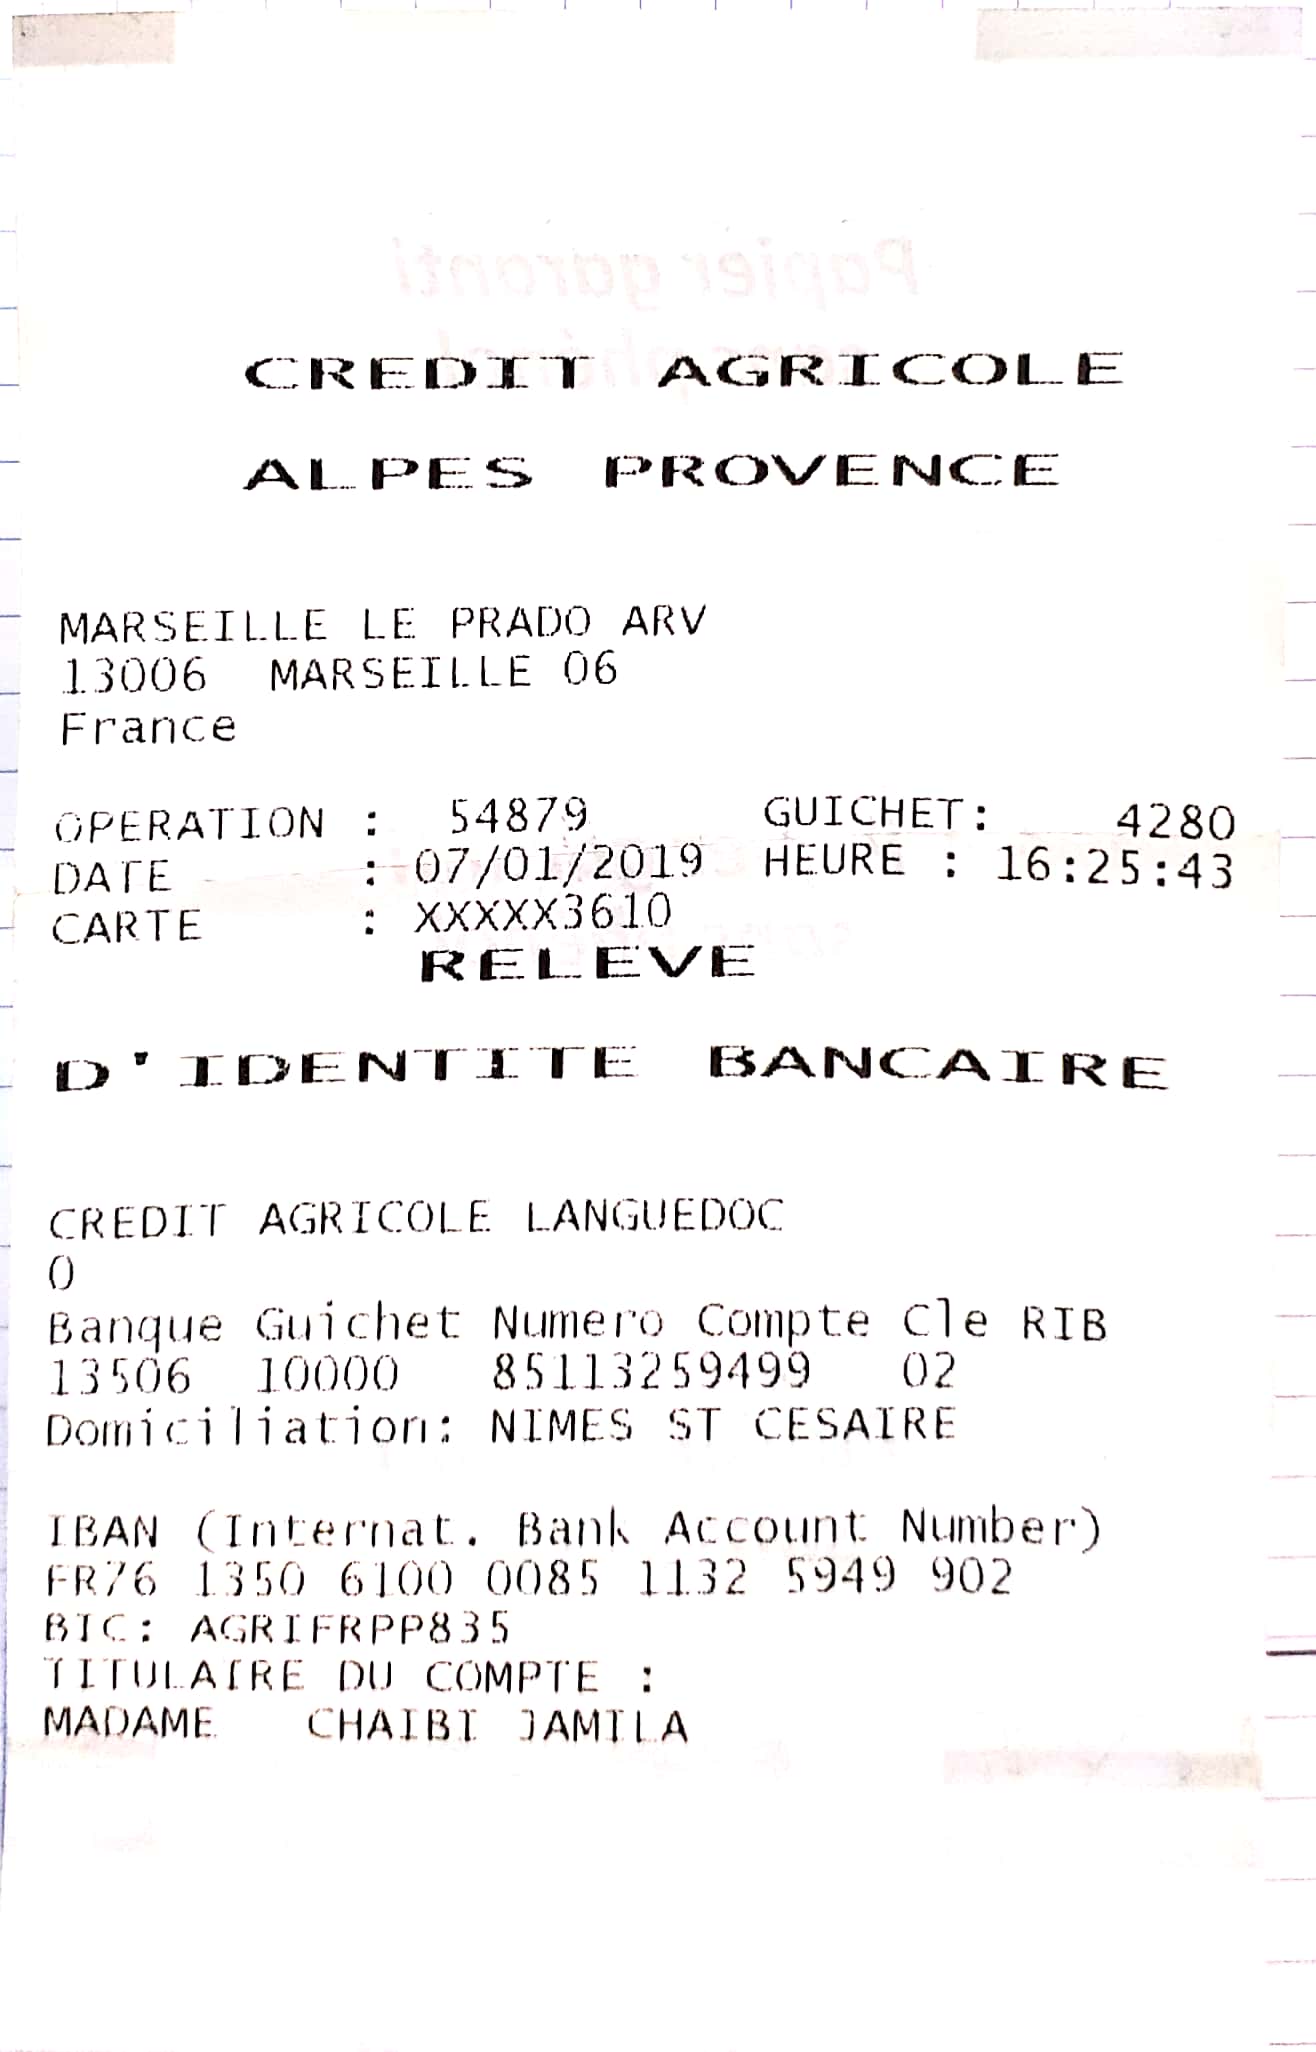 Papier garanti
CREDIT AGRICOLE
ALPES PROVENCE
MARSEILLE LE PRADO ARV
13006 MARSEILLE 06
France
OPERATION : 54879 GUICHET: 4280
DATE : 07/01/2019 HEURE : 16:25:43
CARTE : XXXXX3610
RELEVE
D'IDENTITE BANCAIRE
CREDIT AGRICOLE LANGUEDOC
0
Banque Guichet Numero Compte Cle RIB
13506 10000 85113259499 02
Domiciliation: NIMES ST CESAIRE
IBAN (Internat. Bank Account Number)
FR76 1350 6100 0085 1132 5949 902
BIC: AGRIFRPP835
TITULAIRE DU COMPTE :
MADAME CHAIBI JAMILA